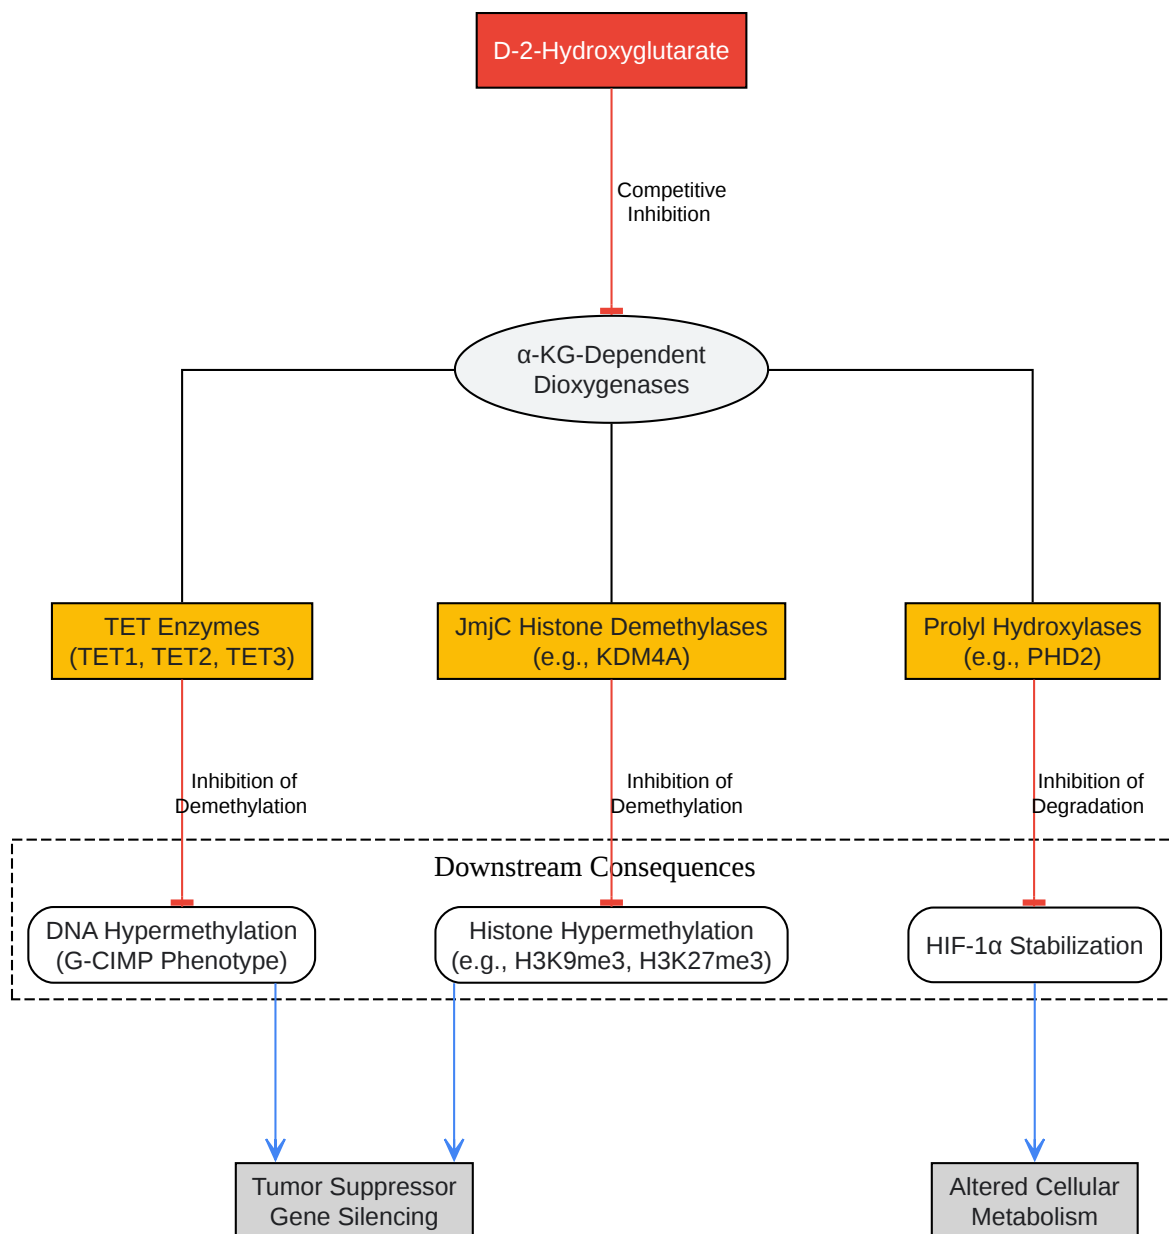 D-2-Hydroxyglutarate
Competitive
Inhibition
α-KG-Dependent
Dioxygenases
TET Enzymes
(TET1, TET2, TET3)
JmjC Histone Demethylases
(e.g., KDM4A)
Prolyl Hydroxylases
(e.g., PHD2)
Inhibition of
Demethylation
Inhibition of
Demethylation
Inhibition of
Degradation
Downstream Consequences
DNA Hypermethylation
(G-CIMP Phenotype)
Histone Hypermethylation
(e.g., H3K9me3, H3K27me3)
HIF-1α Stabilization
Tumor Suppressor
Gene Silencing
Altered Cellular
Metabolism